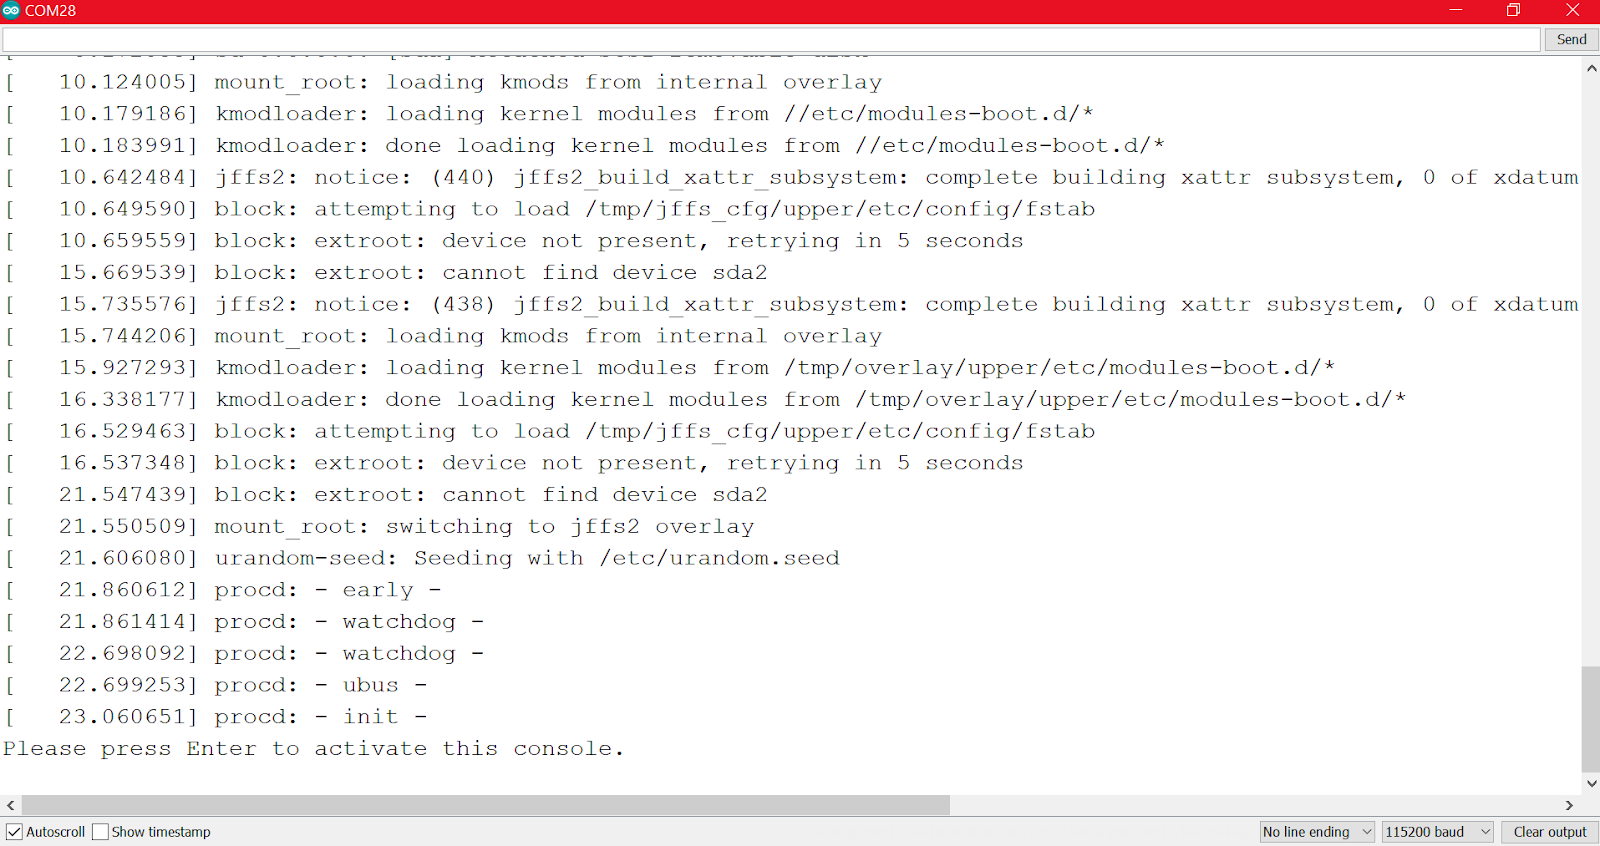 COM28
Send
[   10.124005] mount_root: loading kmods from internal overlay
[   10.179186] kmodloader: loading kernel modules from //etc/modules-boot.d/*
[   10.183991] kmodloader: done loading kernel modules from //etc/modules-boot.d/*
[   10.642484] jffs2: notice: (440) jffs2_build_xattr_subsystem: complete building xattr subsystem, 0 of xdatum
[   10.649590] block: attempting to load /tmp/jffs_cfg/upper/etc/config/fstab
[   10.659559] block: extroot: device not present, retrying in 5 seconds
[   15.669539] block: extroot: cannot find device sda2
[   15.735576] jffs2: notice: (438) jffs2_build_xattr_subsystem: complete building xattr subsystem, 0 of xdatum
[   15.744206] mount_root: loading kmods from internal overlay
[   15.927293] kmodloader: loading kernel modules from /tmp/overlay/upper/etc/modules-boot.d/*
[   16.338177] kmodloader: done loading kernel modules from /tmp/overlay/upper/etc/modules-boot.d/*
[   16.529463] block: attempting to load /tmp/jffs_cfg/upper/etc/config/fstab
[   16.537348] block: extroot: device not present, retrying in 5 seconds
[   21.547439] block: extroot: cannot find device sda2
[   21.550509] mount_root: switching to jffs2 overlay
[   21.606080] urandom-seed: Seeding with /etc/urandom.seed
[   21.860612] procd: - early -
[   21.861414] procd: - watchdog -
[   22.698092] procd: - watchdog -
[   22.699253] procd: - ubus -
[   23.060651] procd: - init -
Please press Enter to activate this console.
Autoscroll Show timestamp No line ending 115200 baud Clear output